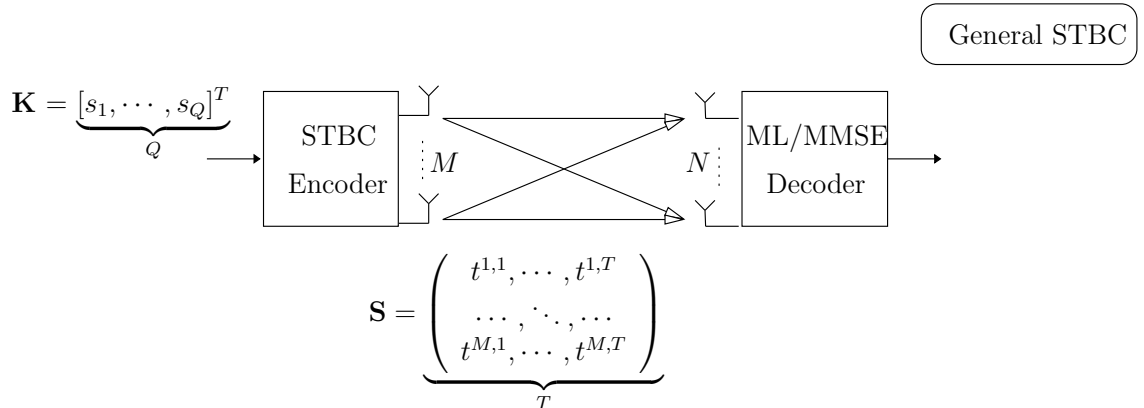 General STBC
K = [s_1, ⋯ , s_Q]^T
Q
STBC
Encoder
M
N
ML/MMSE
Decoder
S = ( t^{1,1}, ⋯ , t^{1,T}
⋯ , ⋱ , ⋯
t^{M,1}, ⋯ , t^{M,T} )
T